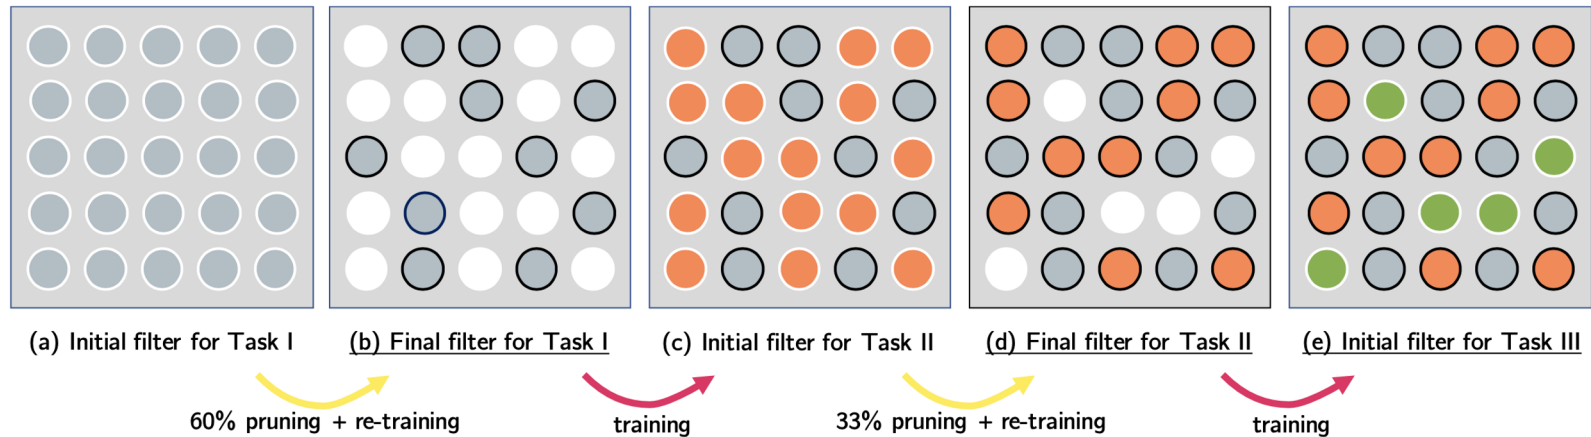 (a) Initial filter for Task I
(b) Final filter for Task I
(c) Initial filter for Task II
(d) Final filter for Task II
(e) Initial filter for Task III
60% pruning + re-training
training
33% pruning + re-training
training